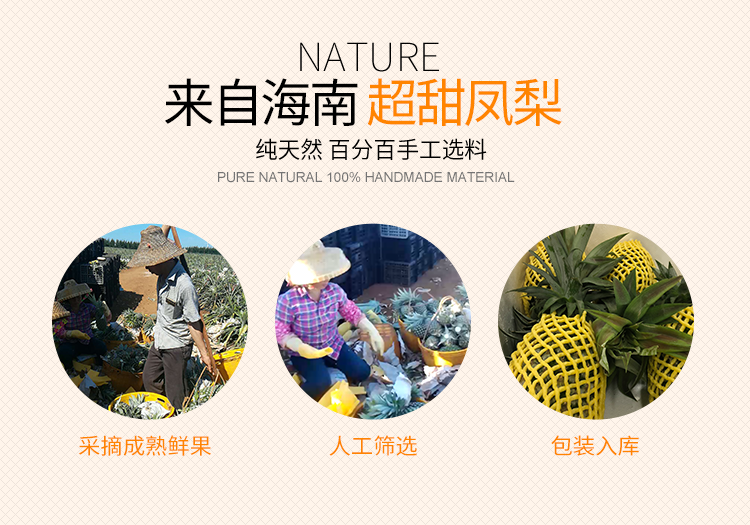 NATURE
来自海南 超甜凤梨
纯天然 百分百手工选料
PURE NATURAL 100% HANDMADE MATERIAL
采摘成熟鲜果
人工筛选
包装入库